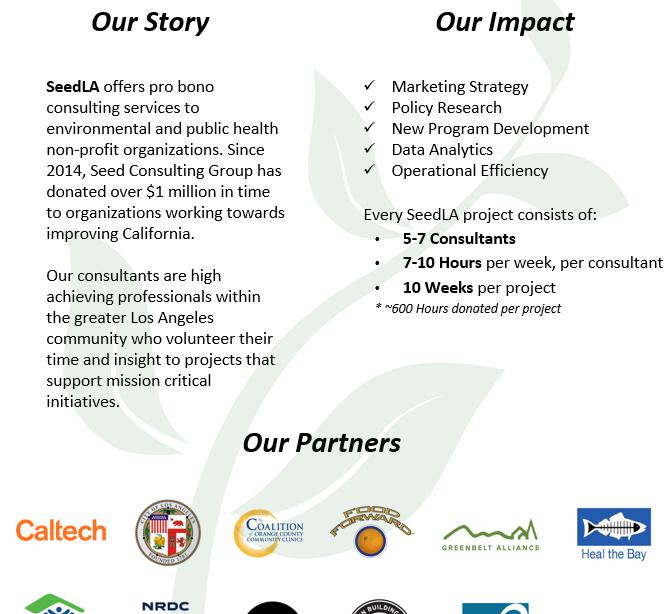 Our Story
SeedLA offers pro bono
consulting services to
environmental and public health
non-profit organizations. Since
2014, Seed Consulting Group has
donated over $1 million in time
to organizations working towards
improving California.
Our consultants are high
achieving professionals within
the greater Los Angeles
community who volunteer their
time and insight to projects that
support mission critical
initiatives.
Our Impact
✓ Marketing Strategy
✓ Policy Research
✓ New Program Development
✓ Data Analytics
✓ Operational Efficiency
Every SeedLA project consists of:
• 5-7 Consultants
• 7-10 Hours per week, per consultant
• 10 Weeks per project
* ~600 Hours donated per project
Our Partners
Caltech
CITY OF LOS ANGELES
FOUNDED 1781
The
COALITION
OF ORANGE COUNTY
COMMUNITY CLINICS
FOOD
FORWARD
GREENBELT ALLIANCE
Heal the Bay
NRDC
BUILDING